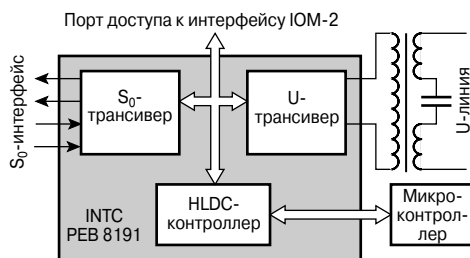 Порт доступа к интерфейсу IOM-2
S₀-интерфейс
S₀-
трансивер
U-
трансивер
U-линия
INTC
PEB 8191
HLDC-
контроллер
Микро-
контрол-
лер